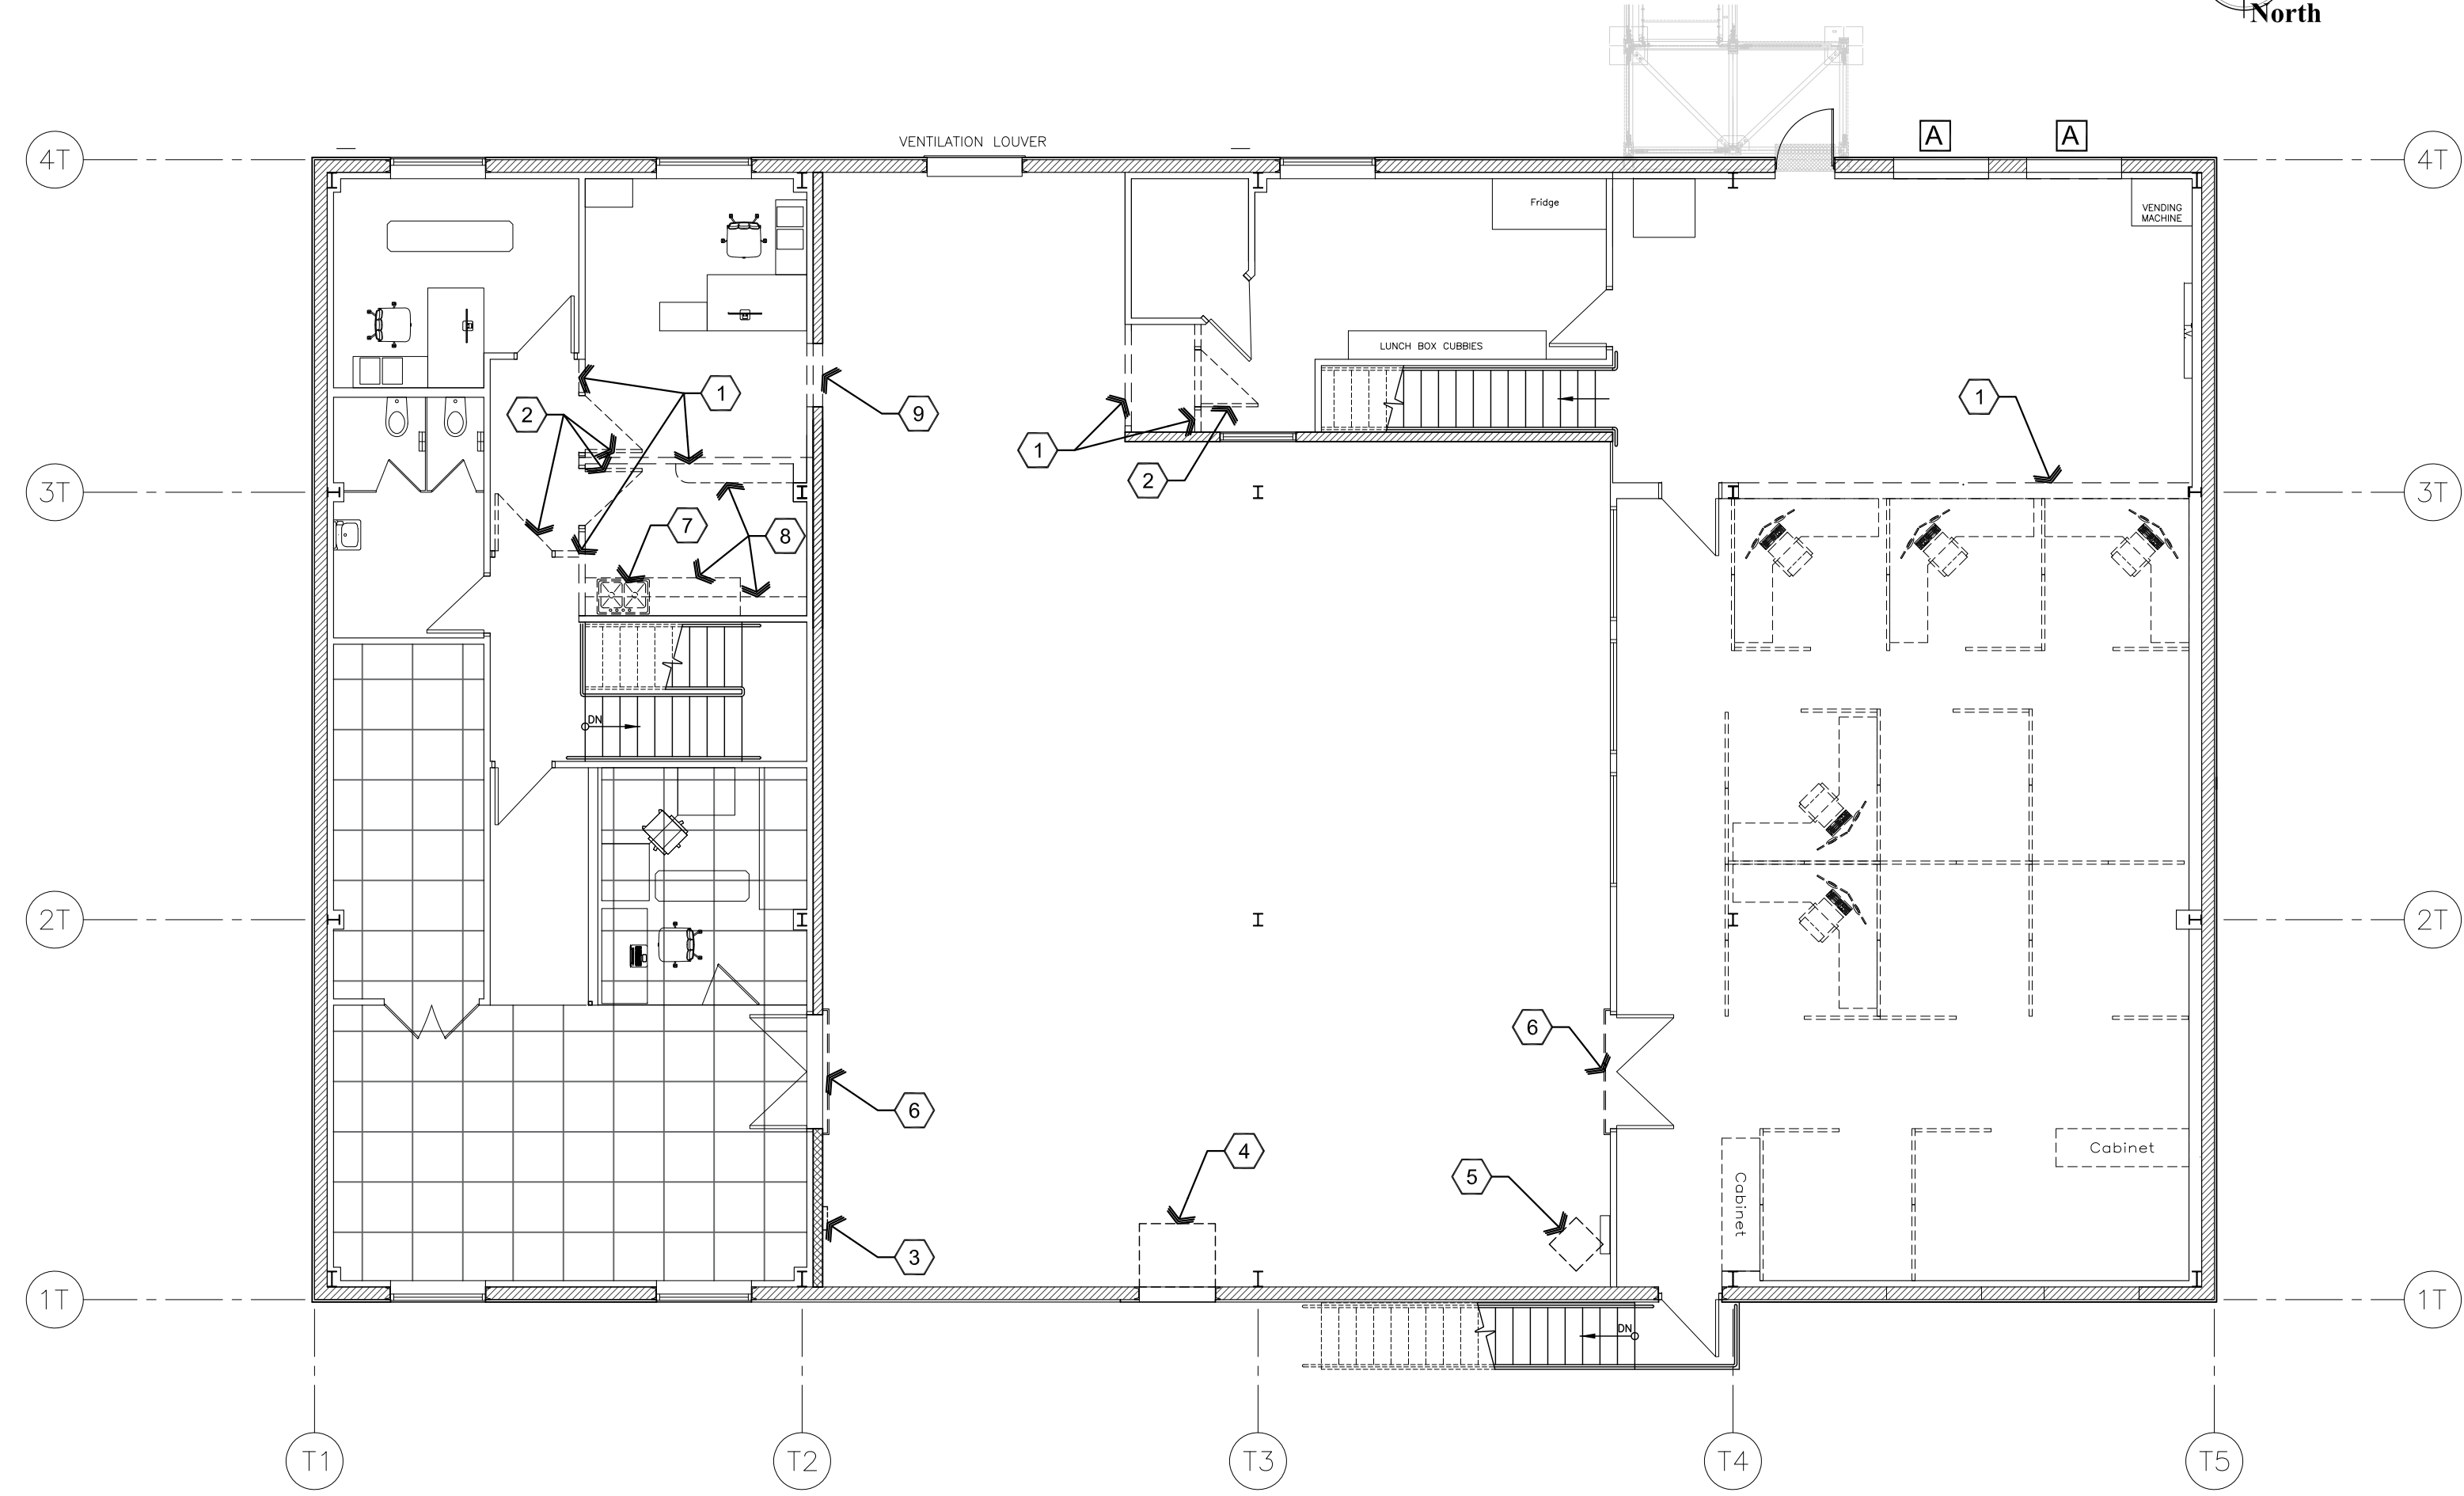 North
VENTILATION LOUVER
A
A
4T
4T
Fridge
VENDING
MACHINE
T.V.
LUNCH BOX CUBBIES
1
2
9
1
1
2
3T
3T
7
8
DN
2T
2T
6
6
4
5
3
Cabinet
Cabinet
1T
1T
DN
T1
T2
T3
T4
T5